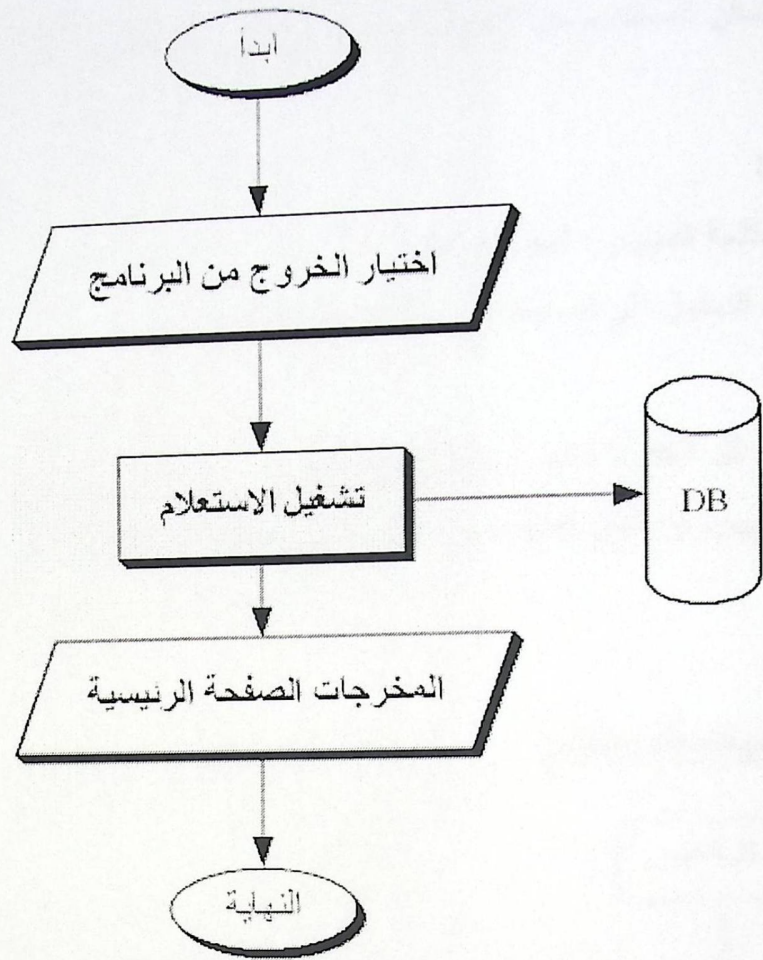 ابدأ
اختيار الخروج من البرنامج
تشغيل الاستعلام
DB
المخرجات الصفحة الرئيسية
النهاية